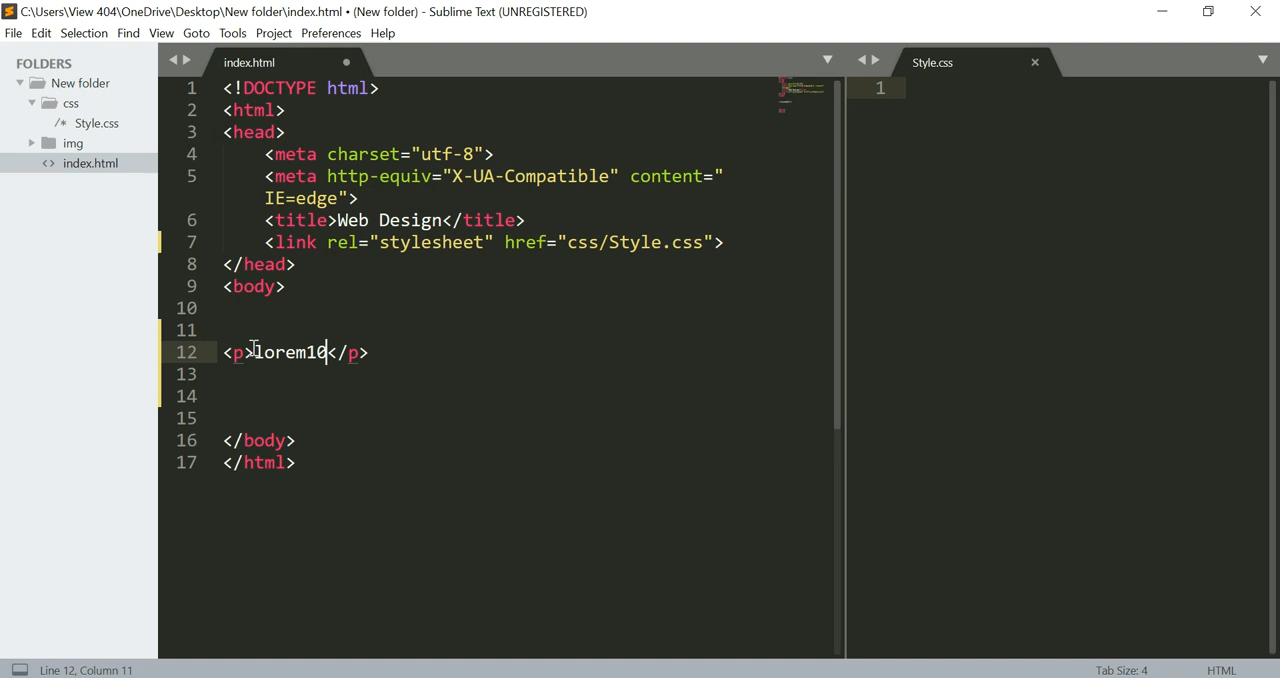 C:\Users\View 404\OneDrive\Desktop\New folder\index.html • (New folder) - Sublime Text (UNREGISTERED)
File Edit Selection Find View Goto Tools Project Preferences Help
FOLDERS
New folder
css
/* Style.css
img
<> index.html
index.html
1 <!DOCTYPE html>
2 <html>
3 <head>
4 <meta charset="utf-8">
5 <meta http-equiv="X-UA-Compatible" content="
IE=edge">
6 <title>Web Design</title>
7 <link rel="stylesheet" href="css/Style.css">
8 </head>
9 <body>
10
11
12 <p>lorem10</p>
13
14
15
16 </body>
17 </html>
Style.css
1
Line 12, Column 11
Tab Size: 4
HTML